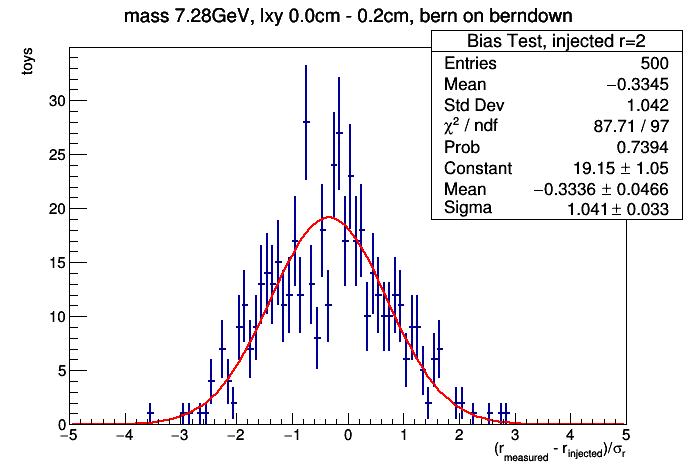 mass 7.28GeV, lxy 0.0cm - 0.2cm, bern on berndown
Bias Test, injected r=2
Entries 500
Mean −0.3345
Std Dev 1.042
χ² / ndf 87.71 / 97
Prob 0.7394
Constant 19.15 ± 1.05
Mean −0.3336 ± 0.0466
Sigma 1.041 ± 0.033
toys
30
25
20
15
10
5
0
−5 −4 −3 −2 −1 0 1 2 3 4 5
(r_measured - r_injected)/σ_r